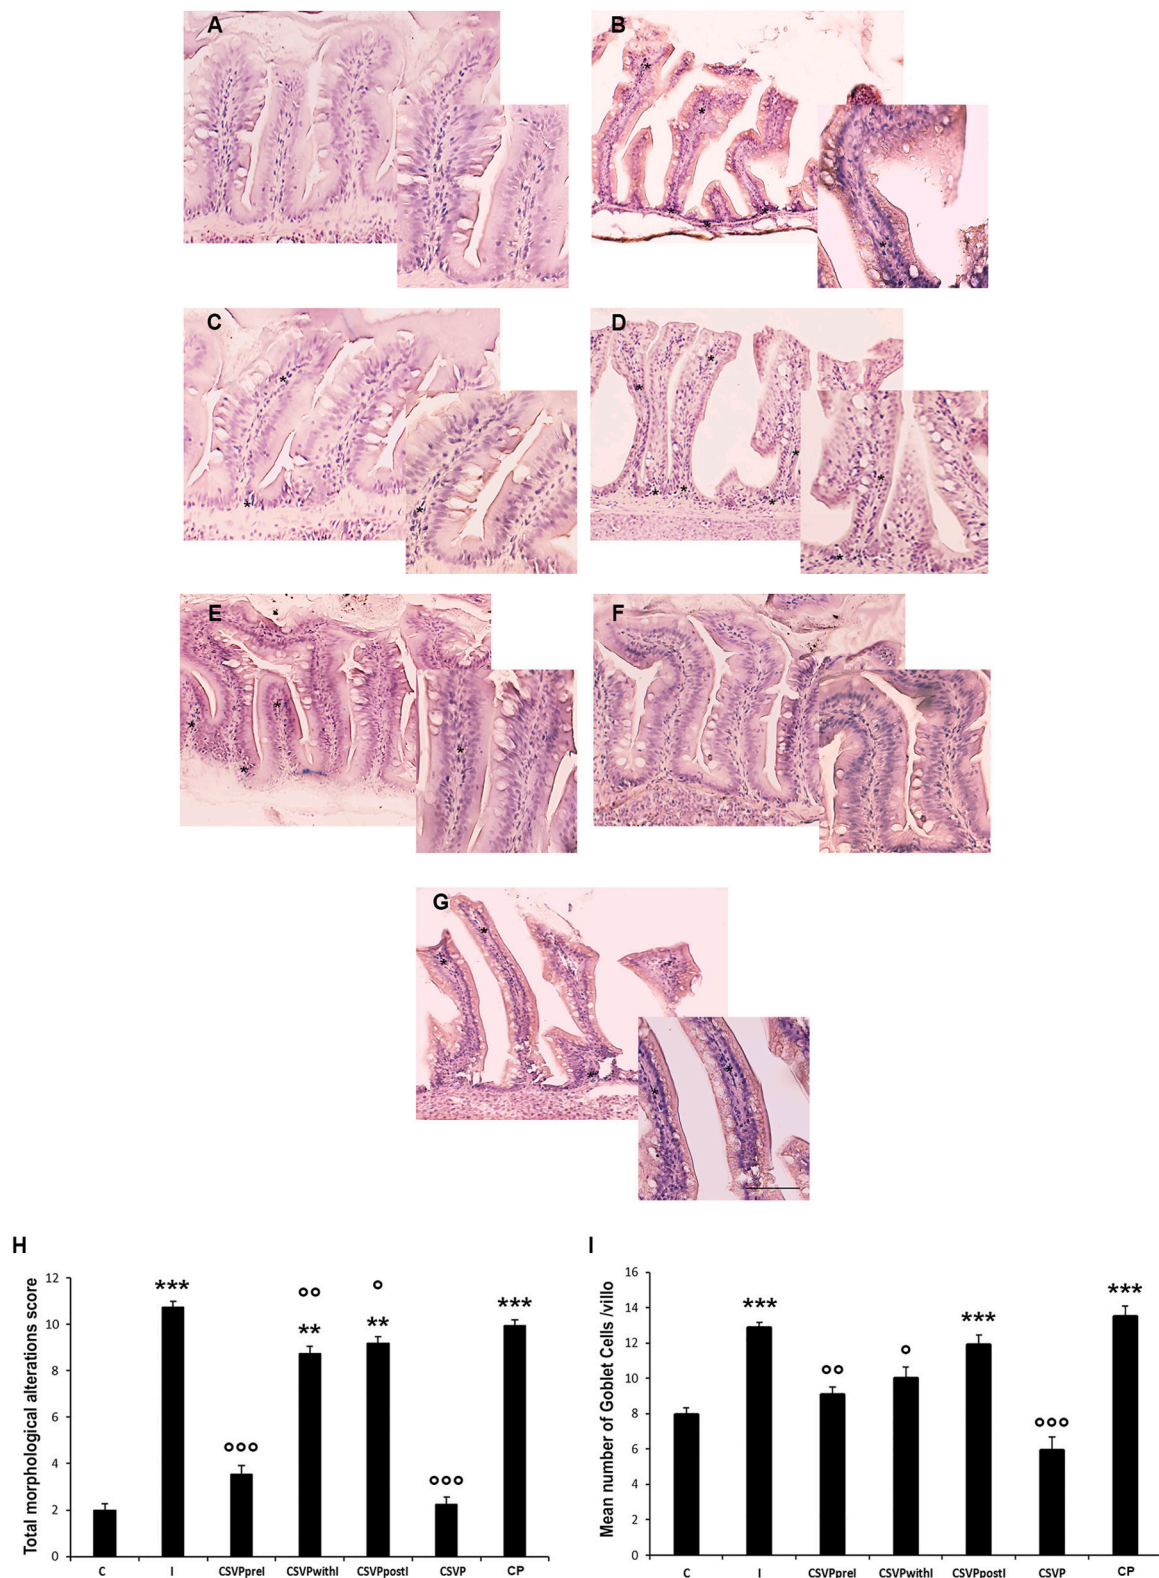 A
B
C
D
E
F
G
H
Total morphological alterations score
12
10
8
6
4
2
0
***
°°°
°°
**
°
**
°°°
***
C
I
CSVPpreI
CSVPwithI
CSVPpostI
CSVP
CP
I
Mean number of Goblet Cells /villo
16
14
12
10
8
6
4
2
0
***
°°
°
***
°°°
***
C
I
CSVPpreI
CSVPwithI
CSVPpostI
CSVP
CP